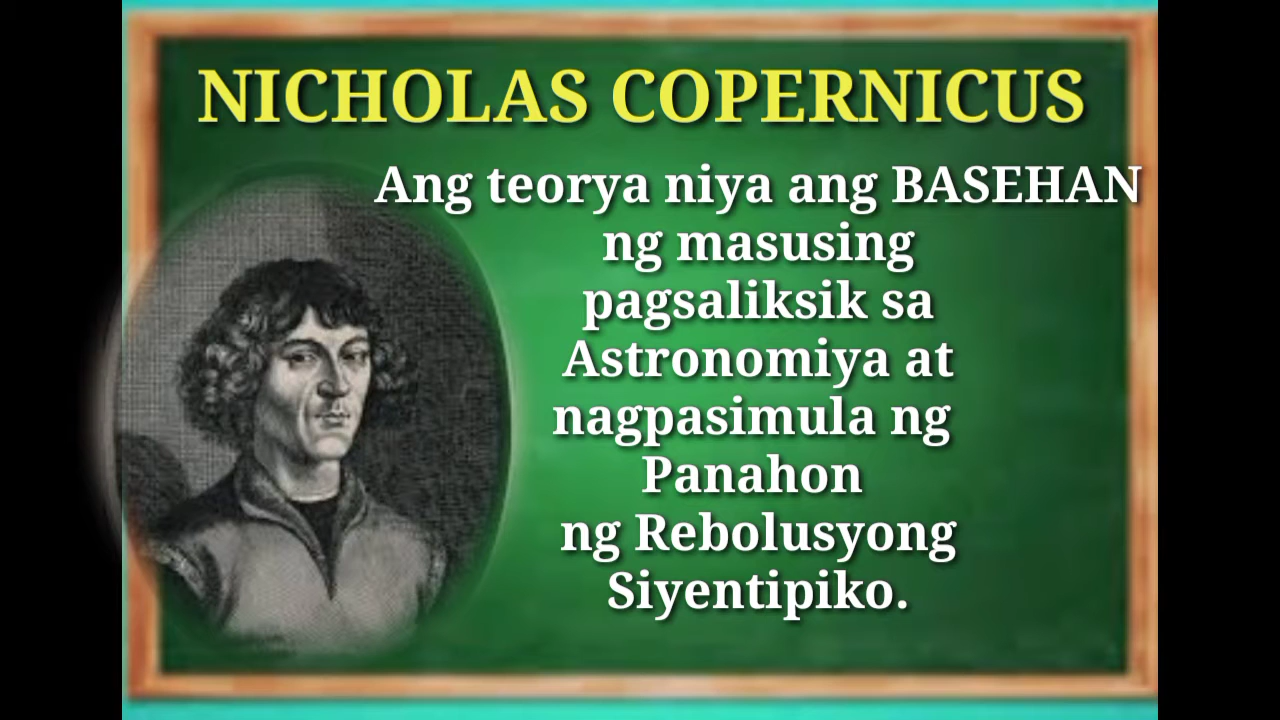 NICHOLAS COPERNICUS
Ang teorya niya ang BASEHAN
ng masusing
pagsaliksik sa
Astronomiya at
nagpasimula ng
Panahon
ng Rebolusyong
Siyentipiko.